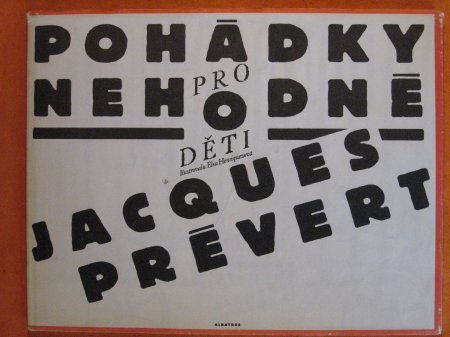 POHÁDKY
PRO
NEHODNÉ
DĚTI
Ilustrovala Elsa Henriquezová
JACQUES
PRÉVERT
ALBATROS